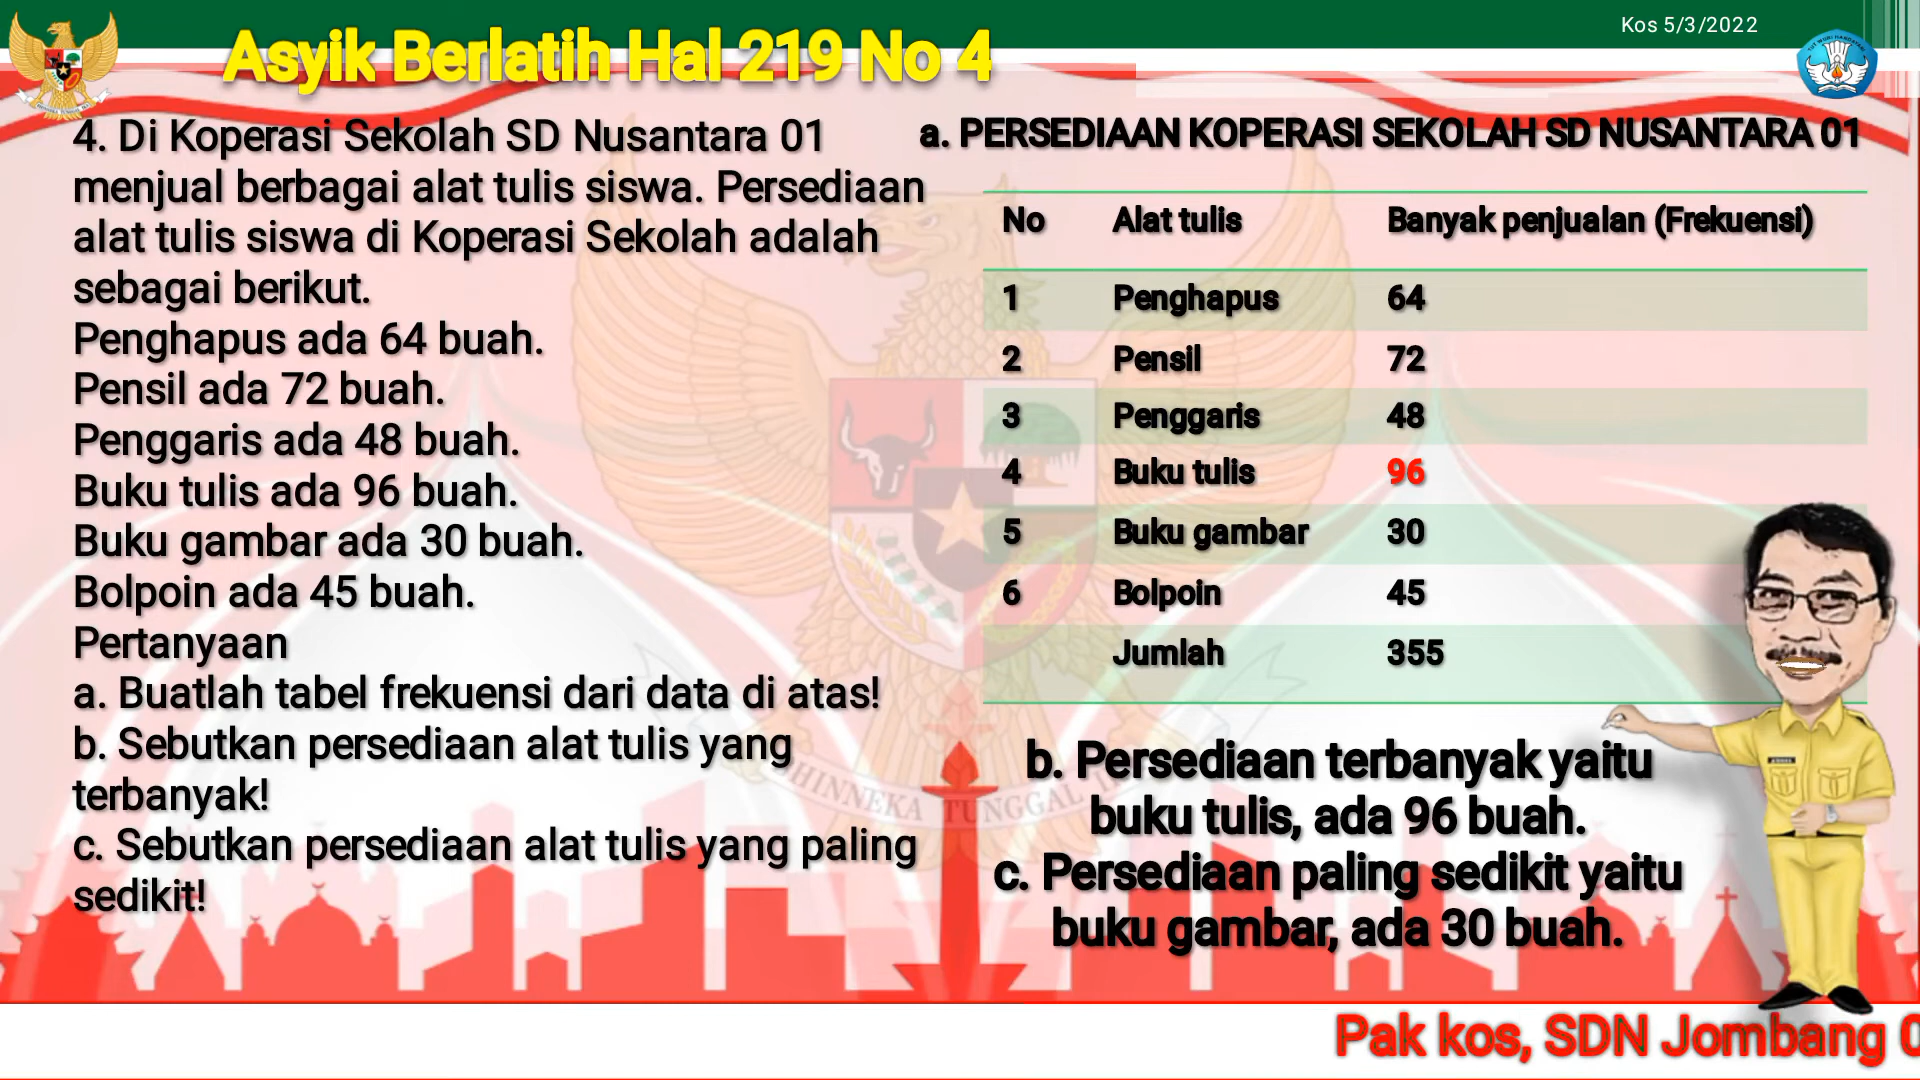 Kos 5/3/2022
Asyik Berlatih Hal 219 No 4
4. Di Koperasi Sekolah SD Nusantara 01
menjual berbagai alat tulis siswa. Persediaan
alat tulis siswa di Koperasi Sekolah adalah
sebagai berikut.
Penghapus ada 64 buah.
Pensil ada 72 buah.
Penggaris ada 48 buah.
Buku tulis ada 96 buah.
Buku gambar ada 30 buah.
Bolpoin ada 45 buah.
Pertanyaan
a. Buatlah tabel frekuensi dari data di atas!
b. Sebutkan persediaan alat tulis yang
terbanyak!
c. Sebutkan persediaan alat tulis yang paling
sedikit!
a. PERSEDIAAN KOPERASI SEKOLAH SD NUSANTARA 01
No Alat tulis Banyak penjualan (Frekuensi)
1 Penghapus 64
2 Pensil 72
3 Penggaris 48
4 Buku tulis 96
5 Buku gambar 30
6 Bolpoin 45
Jumlah 355
b. Persediaan terbanyak yaitu
buku tulis, ada 96 buah.
c. Persediaan paling sedikit yaitu
buku gambar, ada 30 buah.
Pak kos, SDN Jombang 0